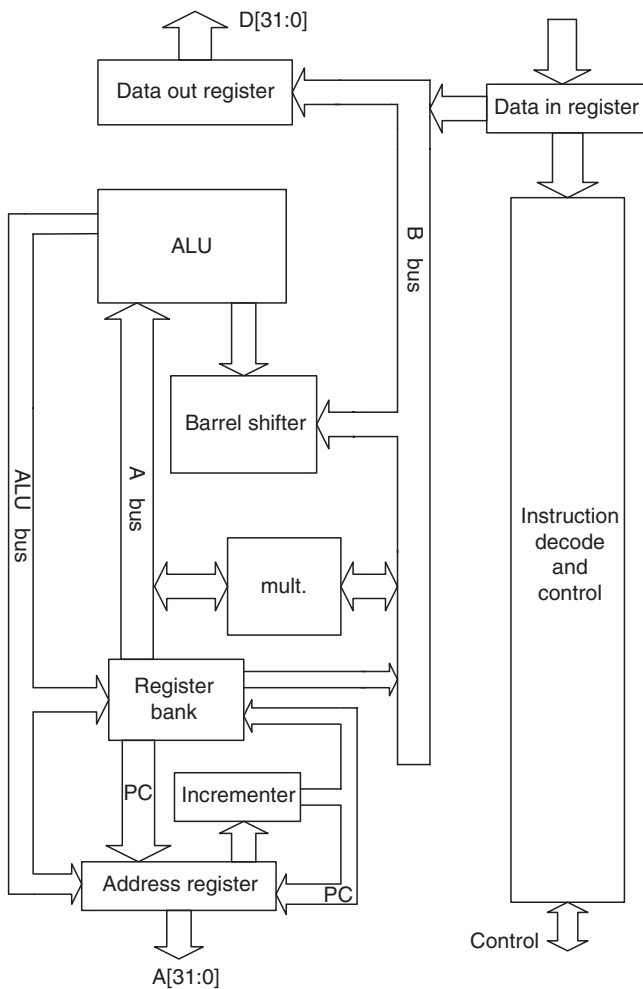 D[31:0]
Data out register
Data in register
ALU
B bus
Barrel shifter
A bus
ALU bus
Instruction
decode
and
control
mult.
Register
bank
PC
Incrementer
Address register
PC
Control
A[31:0]